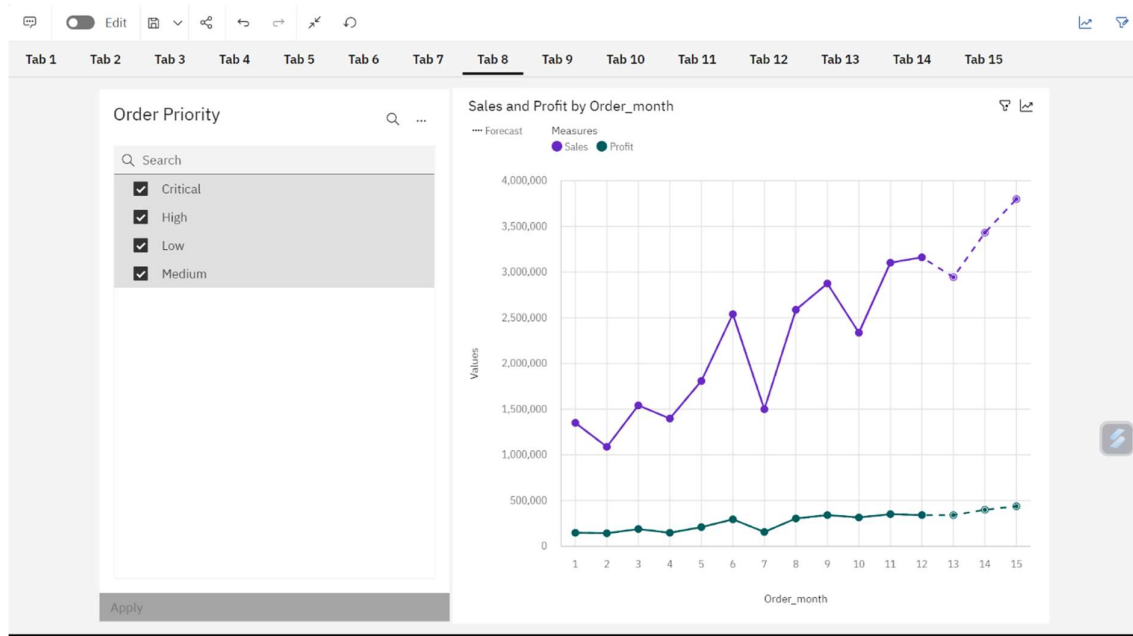 Edit
Tab 1 Tab 2 Tab 3 Tab 4 Tab 5 Tab 6 Tab 7 Tab 8 Tab 9 Tab 10 Tab 11 Tab 12 Tab 13 Tab 14 Tab 15
Order Priority
Search
Critical
High
Low
Medium
Apply
Sales and Profit by Order_month
Forecast
Measures
Sales Profit
4,000,000
3,500,000
3,000,000
2,500,000
2,000,000
1,500,000
1,000,000
500,000
0
Values
1 2 3 4 5 6 7 8 9 10 11 12 13 14 15
Order_month